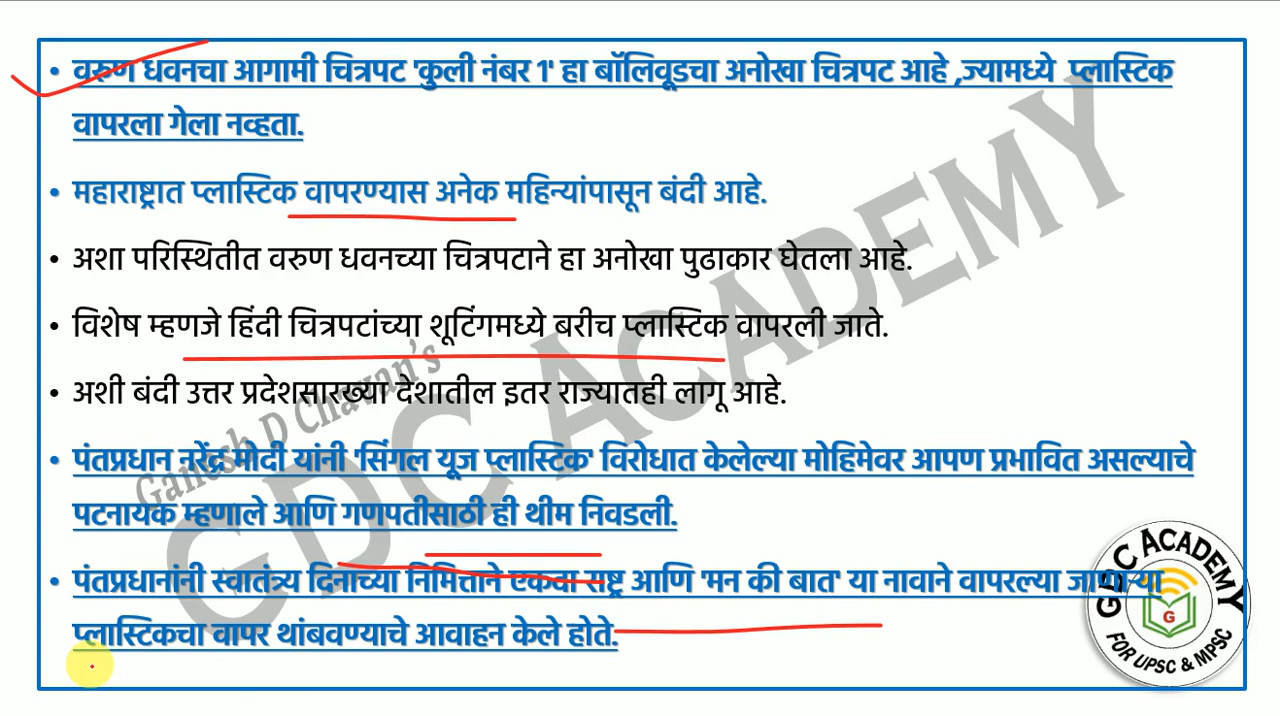 • वरुण धवनचा आगामी चित्रपट 'कुली नंबर 1' हा बॉलिवूडचा अनोखा चित्रपट आहे ,ज्यामध्ये प्लास्टिक
वापरला गेला नव्हता.
• महाराष्ट्रात प्लास्टिक वापरण्यास अनेक महिन्यांपासून बंदी आहे.
• अशा परिस्थितीत वरुण धवनच्या चित्रपटाने हा अनोखा पुढाकार घेतला आहे.
• विशेष म्हणजे हिंदी चित्रपटांच्या शूटिंगमध्ये बरीच प्लास्टिक वापरली जाते.
• अशी बंदी उत्तर प्रदेशसारख्या देशातील इतर राज्यातही लागू आहे.
• पंतप्रधान नरेंद्र मोदी यांनी 'सिंगल यूज प्लास्टिक' विरोधात केलेल्या मोहिमेवर आपण प्रभावित असल्याचे
पटनायक म्हणाले आणि गणपतीसाठी ही थीम निवडली.
• पंतप्रधानांनी स्वातंत्र्य दिनाच्या निमित्ताने एकदा राष्ट्र आणि 'मन की बात' या नावाने वापरल्या जाणाऱ्या
प्लास्टिकचा वापर थांबवण्याचे आवाहन केले होते.
Ganesh D Chavan's
GDC ACADEMY
GDC ACADEMY
G
FOR UPSC & MPSC